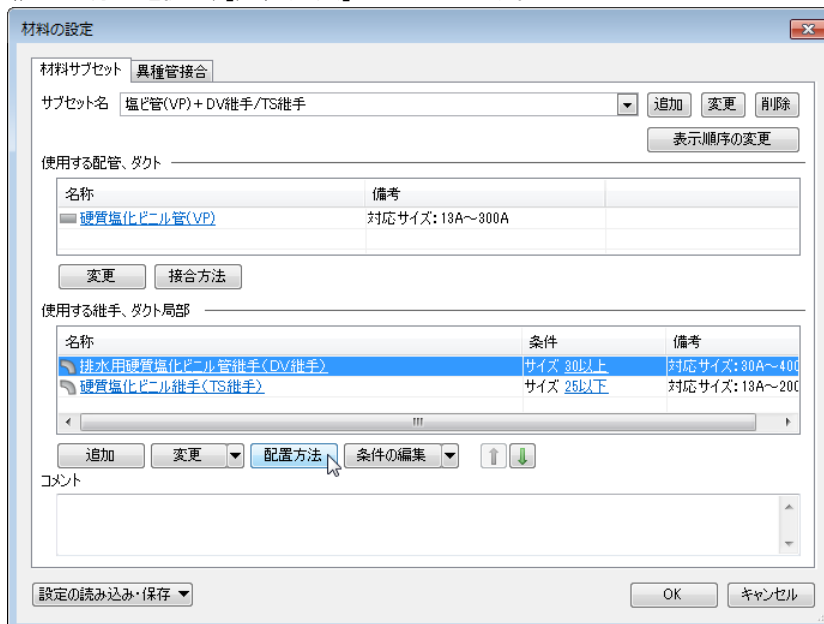 材料の設定
材料サブセット 異種管接合
サブセット名 塩ビ管(VP)+DV継手/TS継手 追加 変更 削除
表示順序の変更
使用する配管、ダクト
名称 備考
硬質塩化ビニル管(VP) 対応サイズ:13A～300A
変更 接合方法
使用する継手、ダクト局部
名称 条件 備考
排水用硬質塩化ビニル管継手(DV継手) サイズ 30以上 対応サイズ:30A～400
硬質塩化ビニル継手(TS継手) サイズ 25以下 対応サイズ:13A～200
追加 変更 配置方法 条件の編集
コメント
設定の読み込み・保存 OK キャンセル